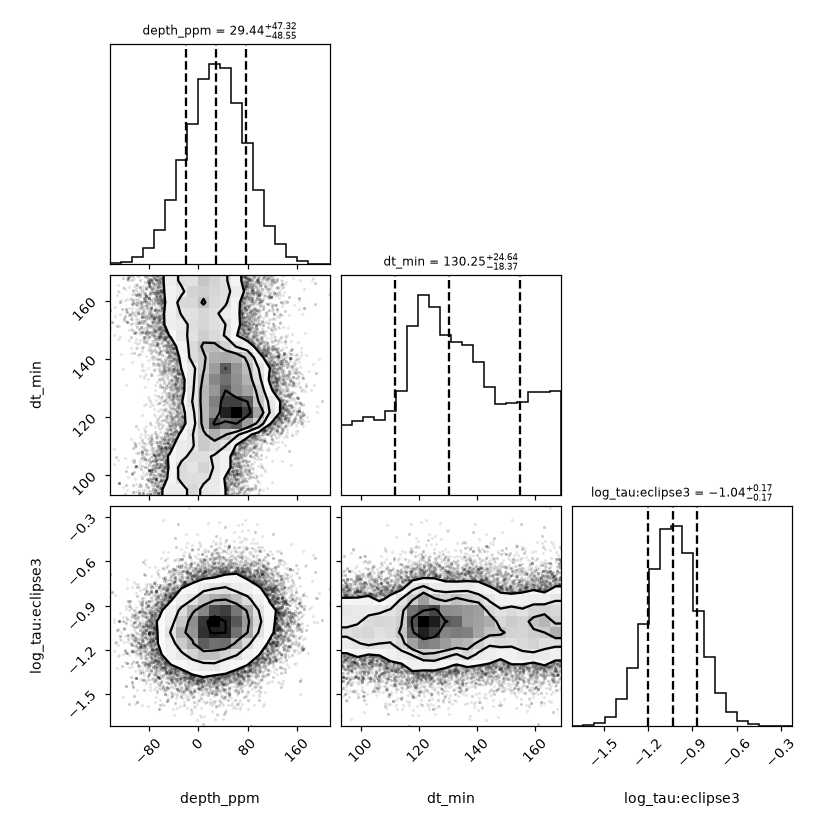 depth_ppm = 29.44+47.32−48.55
dt_min = 130.25+24.64−18.37
160
140
120
100
dt_min
log_tau:eclipse3 = −1.04+0.17−0.17
−0.3
−0.6
−0.9
−1.2
−1.5
log_tau:eclipse3
−80 0 80 160 100 120 140 160 −1.5 −1.2 −0.9 −0.6 −0.3
depth_ppm dt_min log_tau:eclipse3